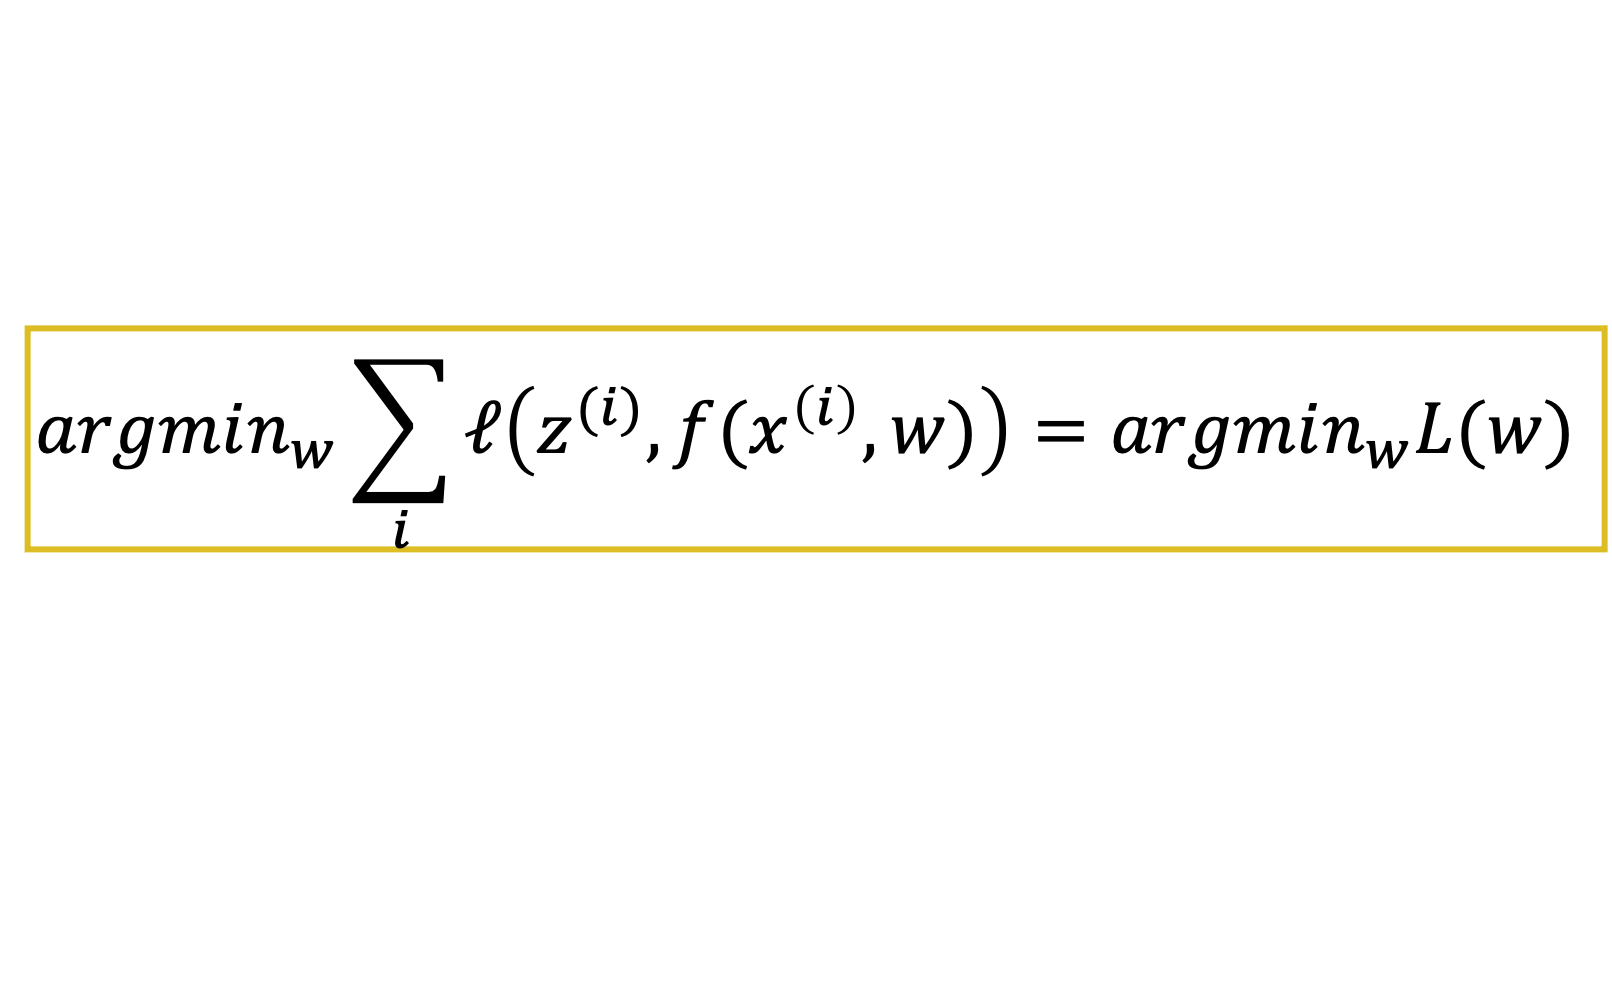 argmin_w ∑_i ℓ(z^(i), f(x^(i), w)) = argmin_w L(w)